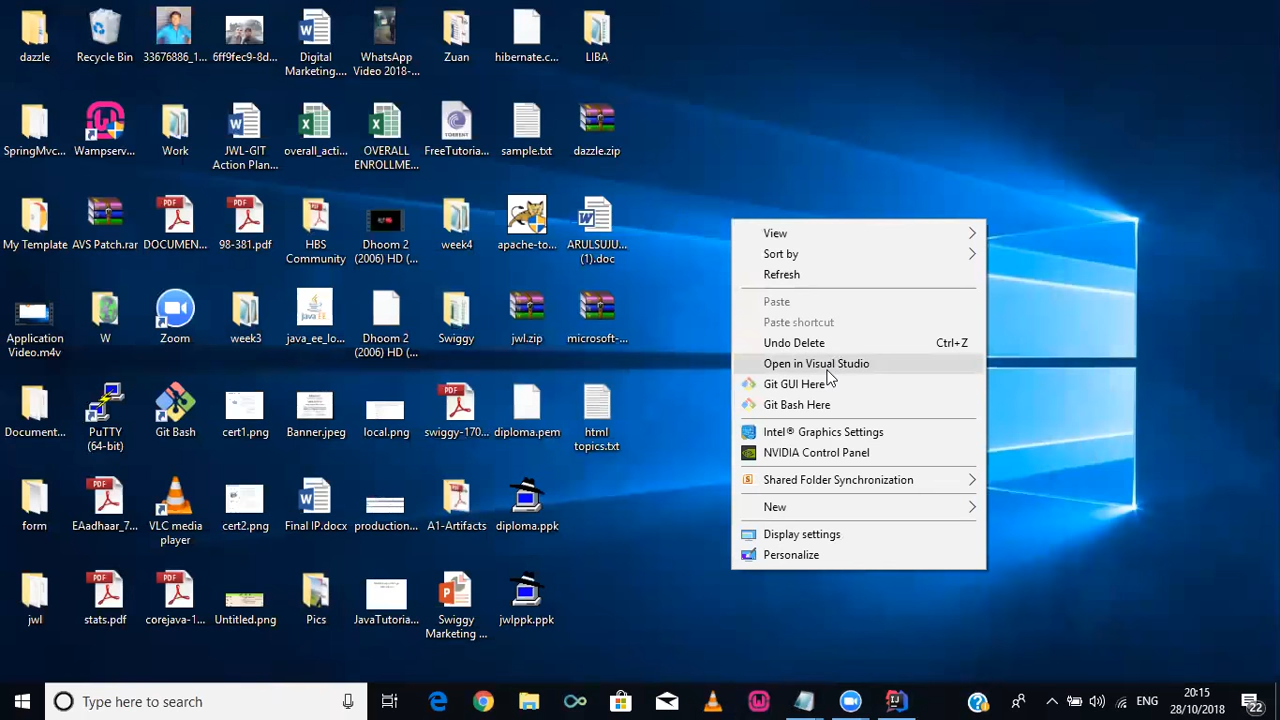 dazzle
Recycle Bin
33676886_1...
6ff9fec9-8d...
Digital
Marketing....
WhatsApp
Video 2018-...
Zuan
hibernate.c...
LIBA
SpringMvc...
Wampserv...
Work
JWL-GIT
Action Plan...
overall_acti...
OVERALL
ENROLLME...
TORRENT
FreeTutoria...
sample.txt
dazzle.zip
My Template
AVS Patch.rar
PDF
DOCUMEN...
PDF
98-381.pdf
HBS
Community
Dhoom 2
(2006) HD (...
week4
apache-to...
ARULSUJU...
(1).doc
Application
Video.m4v
W
Zoom
week3
java_ee_lo...
Dhoom 2
(2006) HD (...
Swiggy
jwl.zip
microsoft-...
Document...
PuTTY
(64-bit)
Git Bash
cert1.png
Banner.jpeg
local.png
PDF
swiggy-170...
diploma.pem
html
topics.txt
form
PDF
EAadhaar_7...
VLC media
player
cert2.png
Final IP.docx
production...
A1-Artifacts
diploma.ppk
jwl
PDF
stats.pdf
PDF
corejava-1...
Untitled.png
Pics
JavaTutoria...
Swiggy
Marketing ...
jwlppk.ppk
View
Sort by
Refresh
Paste
Paste shortcut
Undo Delete Ctrl+Z
Open in Visual Studio
Git GUI Here
Git Bash Here
Intel® Graphics Settings
NVIDIA Control Panel
Shared Folder Synchronization
New
Display settings
Personalize
Type here to search
ENG
20:15
28/10/2018
22